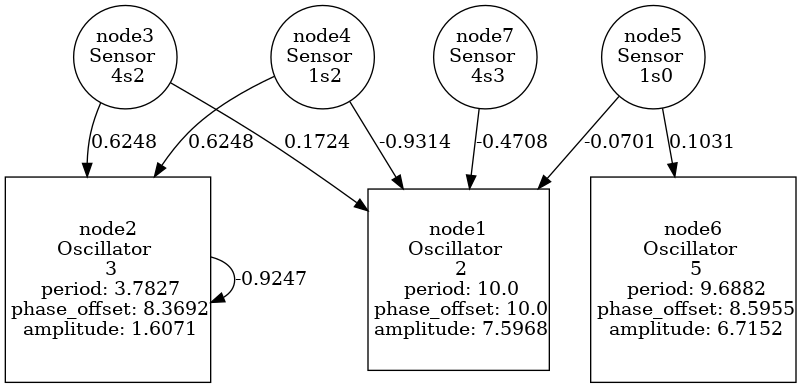 node3
Sensor
4s2
node4
Sensor
1s2
node7
Sensor
4s3
node5
Sensor
1s0
0.6248
0.6248
0.1724
-0.9314
-0.4708
-0.0701
0.1031
node2
Oscillator
3
period: 3.7827
phase_offset: 8.3692
amplitude: 1.6071
-0.9247
node1
Oscillator
2
period: 10.0
phase_offset: 10.0
amplitude: 7.5968
node6
Oscillator
5
period: 9.6882
phase_offset: 8.5955
amplitude: 6.7152